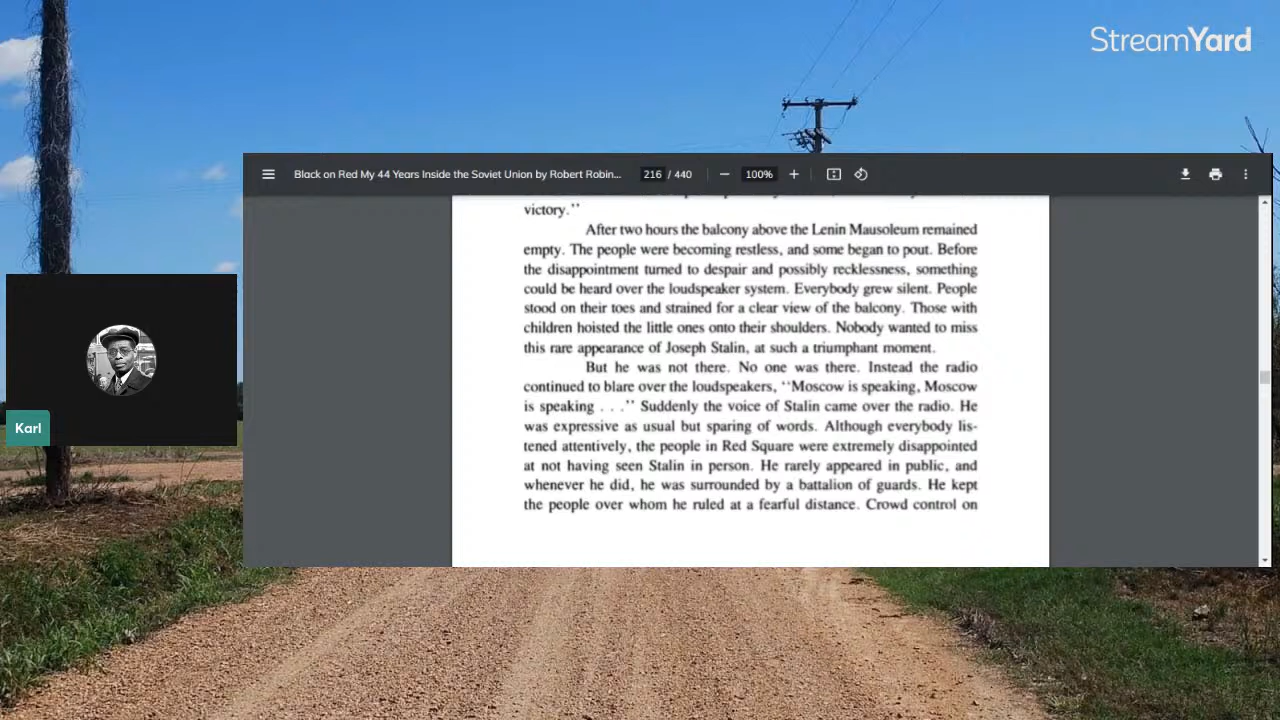 StreamYard
Black on Red My 44 Years Inside the Soviet Union by Robert Robin...
216 / 440
100%
victory.’’
After two hours the balcony above the Lenin Mausoleum remained
empty. The people were becoming restless, and some began to pout. Before
the disappointment turned to despair and possibly recklessness, something
could be heard over the loudspeaker system. Everybody grew silent. People
stood on their toes and strained for a clear view of the balcony. Those with
children hoisted the little ones onto their shoulders. Nobody wanted to miss
this rare appearance of Joseph Stalin, at such a triumphant moment.
But he was not there. No one was there. Instead the radio
continued to blare over the loudspeakers, ‘‘Moscow is speaking, Moscow
is speaking . . .’’ Suddenly the voice of Stalin came over the radio. He
was expressive as usual but sparing of words. Although everybody lis-
tened attentively, the people in Red Square were extremely disappointed
at not having seen Stalin in person. He rarely appeared in public, and
whenever he did, he was surrounded by a battalion of guards. He kept
the people over whom he ruled at a fearful distance. Crowd control on
Karl